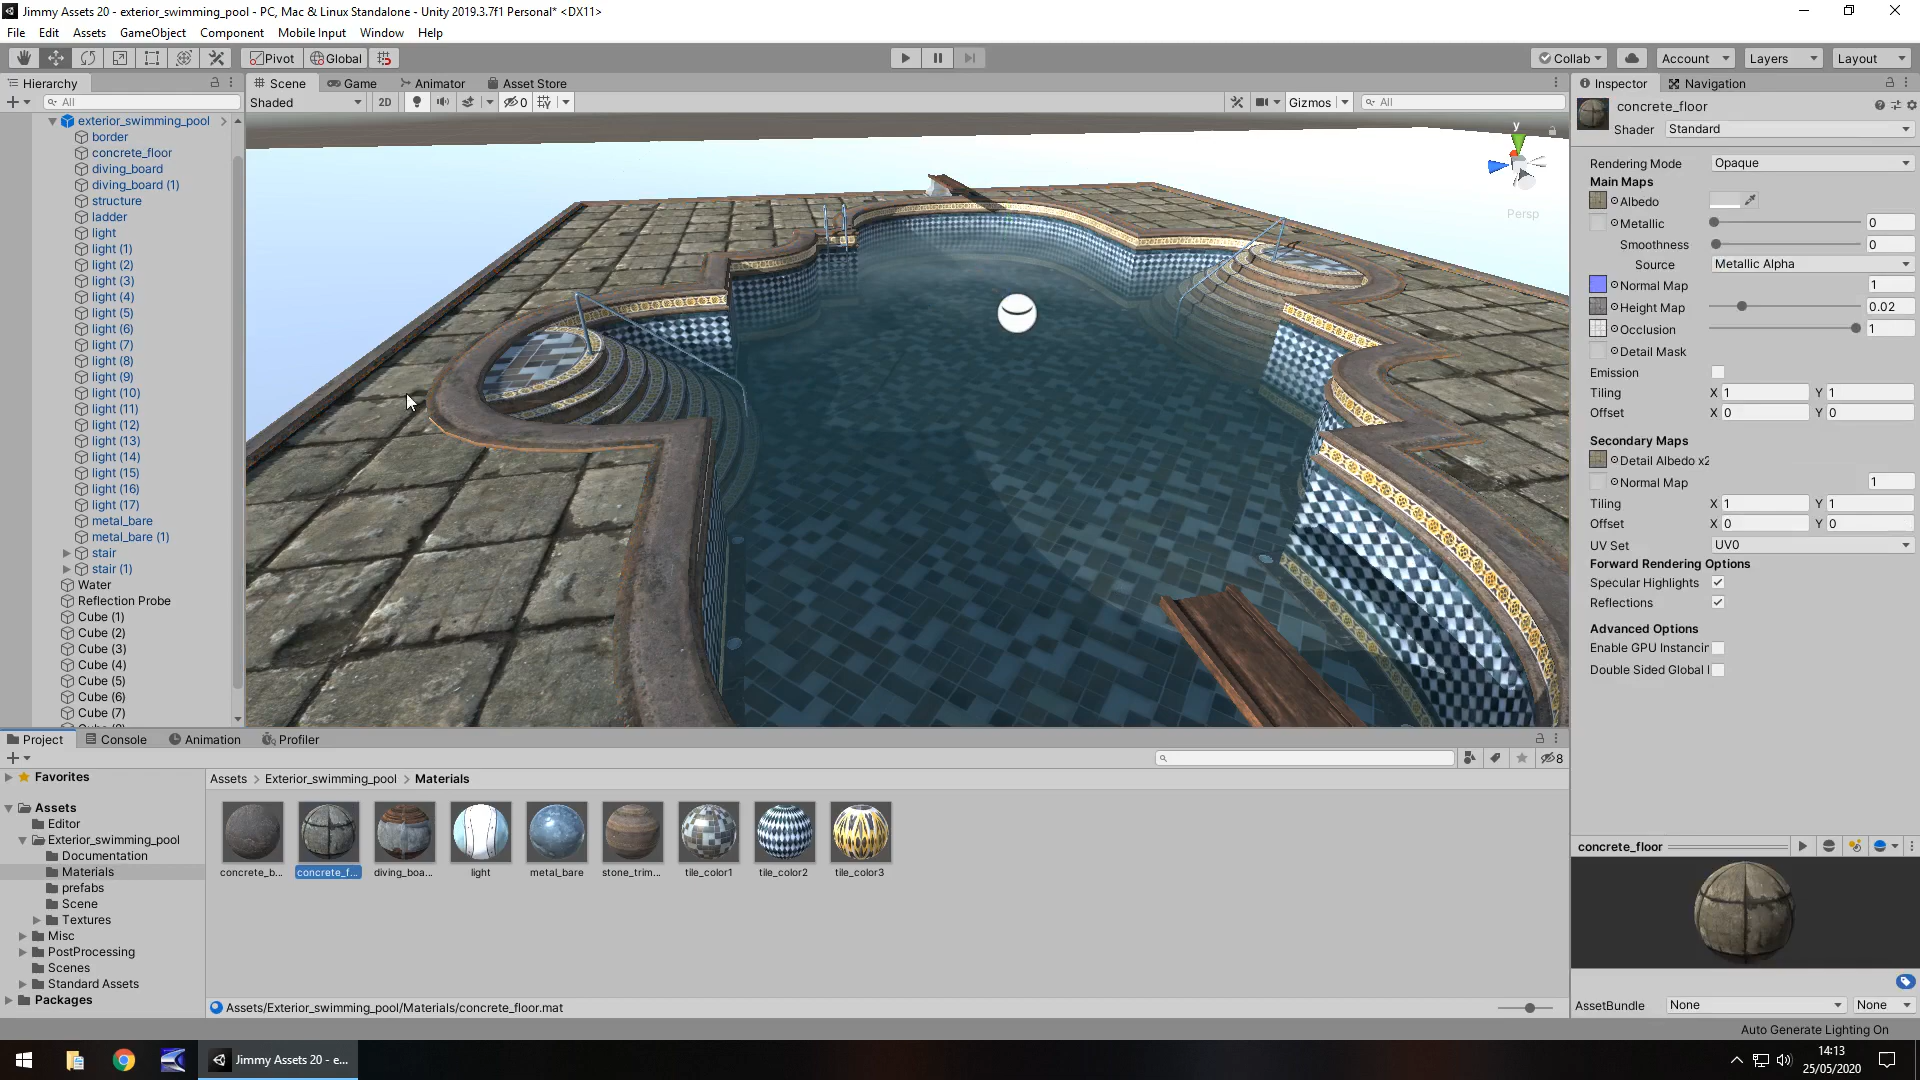 Jimmy Assets 20 - exterior_swimming_pool - PC, Mac & Linux Standalone - Unity 2019.3.7f1 Personal* <DX11>
File Edit Assets GameObject Component Mobile Input Window Help
Pivot Global Collab Account Layers Layout
Hierarchy Scene Game Animator Asset Store Inspector Navigation
All Shaded 2D 0 Gizmos All
exterior_swimming_pool
border
concrete_floor
diving_board
diving_board (1)
structure
ladder
light
light (1)
light (2)
light (3)
light (4)
light (5)
light (6)
light (7)
light (8)
light (9)
light (10)
light (11)
light (12)
light (13)
light (14)
light (15)
light (16)
light (17)
metal_bare
metal_bare (1)
stair
stair (1)
Water
Reflection Probe
Cube (1)
Cube (2)
Cube (3)
Cube (4)
Cube (5)
Cube (6)
Cube (7)
y
Persp
concrete_floor
Shader Standard
Rendering Mode Opaque
Main Maps
Albedo
Metallic 0
Smoothness 0
Source Metallic Alpha
Normal Map 1
Height Map 0.02
Occlusion 1
Detail Mask
Emission
Tiling X 1 Y 1
Offset X 0 Y 0
Secondary Maps
Detail Albedo x2
Normal Map 1
Tiling X 1 Y 1
Offset X 0 Y 0
UV Set UV0
Forward Rendering Options
Specular Highlights
Reflections
Advanced Options
Enable GPU Instancin
Double Sided Global I
Project Console Animation Profiler
8
Favorites
Assets
Editor
Exterior_swimming_pool
Documentation
Materials
prefabs
Scene
Textures
Misc
PostProcessing
Scenes
Standard Assets
Packages
Assets > Exterior_swimming_pool > Materials
concrete_b... concrete_f... diving_boa... light metal_bare stone_trim... tile_color1 tile_color2 tile_color3
Assets/Exterior_swimming_pool/Materials/concrete_floor.mat
concrete_floor
AssetBundle None None
Auto Generate Lighting On
Jimmy Assets 20 - e...
14:13
25/05/2020